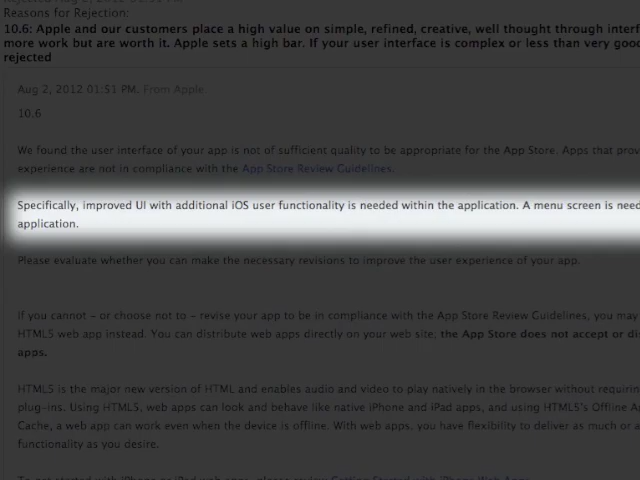 Reasons for Rejection:
10.6: Apple and our customers place a high value on simple, refined, creative, well thought through
more work but are worth it. Apple sets a high bar. If your user interface is complex or less than very
rejected
Aug 2, 2012 01:51 PM. From Apple.
10.6
We found the user interface of your app is not of sufficient quality to be appropriate for the App Store. Apps that
experience are not in compliance with the App Store Review Guidelines.
Specifically, improved UI with additional iOS user functionality is needed within the application. A menu screen is
application.
Please evaluate whether you can make the necessary revisions to improve the user experience of your app.
If you cannot - or choose not to - revise your app to be in compliance with the App Store Review Guidelines, you may
HTML5 web app instead. You can distribute web apps directly on your web site; the App Store does not accept or
apps.
HTML5 is the major new version of HTML and enables audio and video to play natively in the browser without
plug-ins. Using HTML5, web apps can look and behave like native iPhone and iPad apps, and using HTML5's Offline
Cache, a web app can work even when the device is offline. With web apps, you have flexibility to deliver as much or
functionality as you desire.